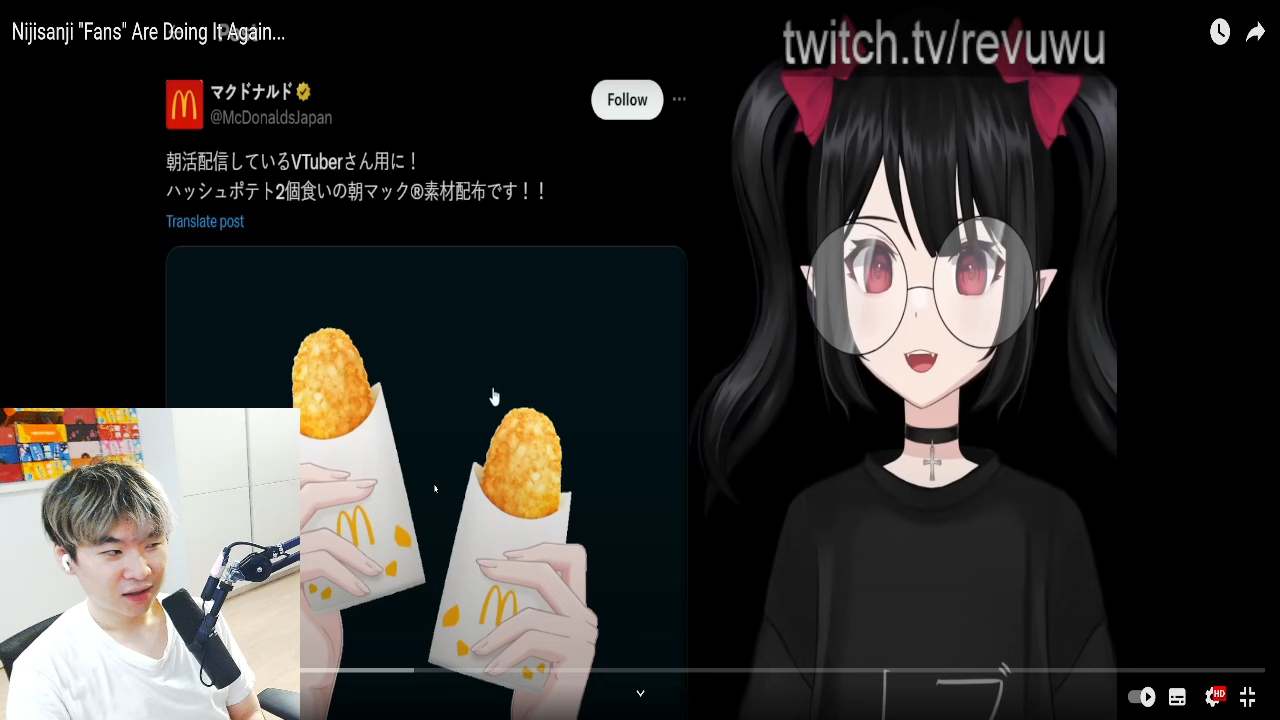 Nijisanji "Fans" Are Doing It Again...
twitch.tv/revuwu
マクドナルド
@McDonaldsJapan
Follow
朝活配信しているVTuberさん用に！
ハッシュポテト2個食いの朝マック®素材配布です！！
Translate post
HD